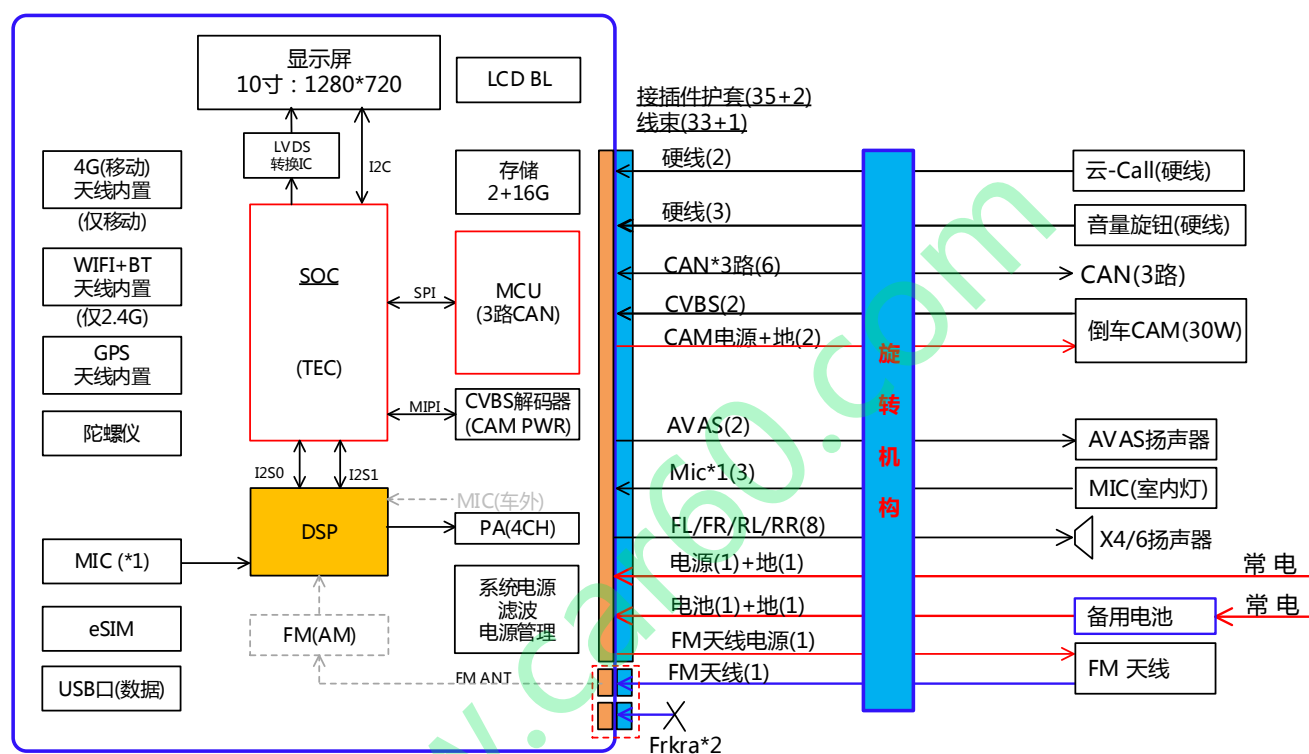 显示屏
10寸：1280*720
LCD BL
接插件护套(35+2)
线束(33+1)
LVDS
转换IC
I2C
4G(移动)
天线内置
(仅移动)
存储
2+16G
硬线(2)
云-Call(硬线)
硬线(3)
音量旋钮(硬线)
WIFI+BT
天线内置
(仅2.4G)
SOC
(TEC)
SPI
MCU
(3路CAN)
CAN*3路(6)
CAN(3路)
CVBS(2)
CAM电源+地(2)
倒车CAM(30W)
旋
转
机
构
GPS
天线内置
陀螺仪
MIPI
CVBS解码器
(CAM PWR)
AVAS(2)
AVAS扬声器
I2S0
I2S1
MIC(车外)
Mic*1(3)
MIC(室内灯)
DSP
PA(4CH)
FL/FR/RL/RR(8)
X4/6扬声器
MIC (*1)
电源(1)+地(1)
常 电
系统电源
滤波
电源管理
eSIM
FM(AM)
电池(1)+地(1)
备用电池
常 电
FM天线电源(1)
FM 天线
USB口(数据)
FM ANT
FM天线(1)
Frkra*2
v.car60.com